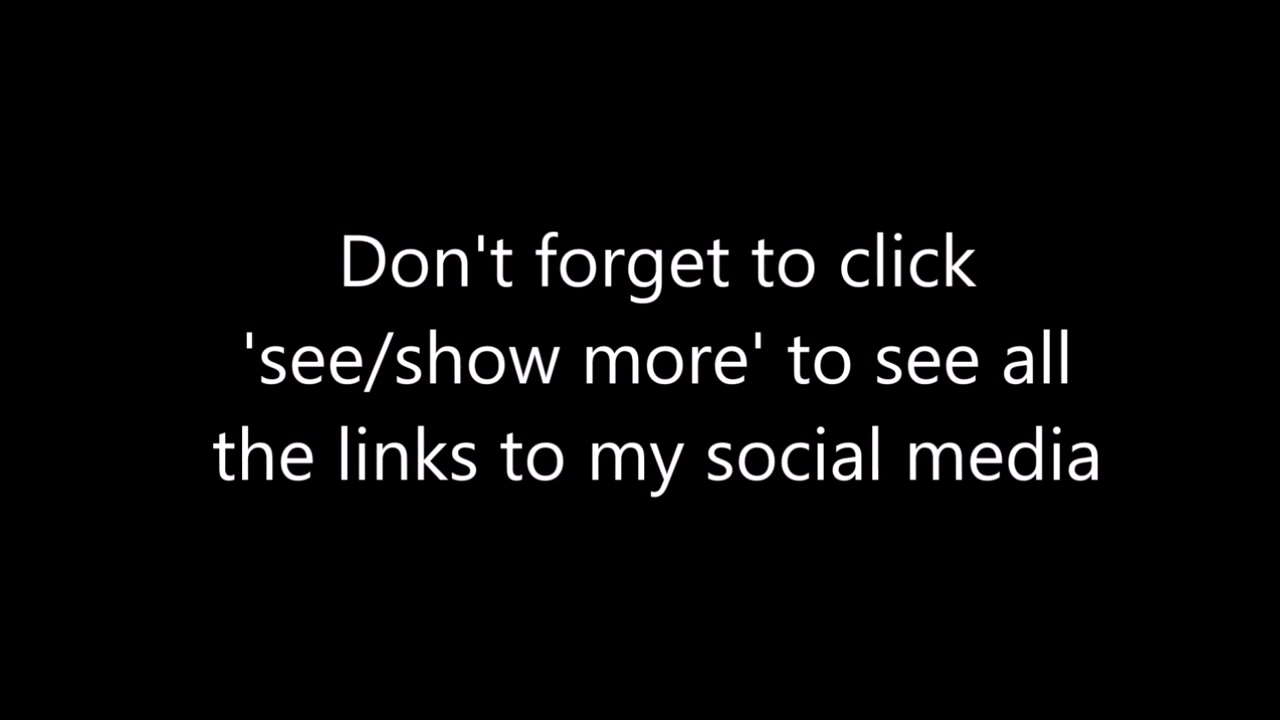 Don't forget to click
'see/show more' to see all
the links to my social media